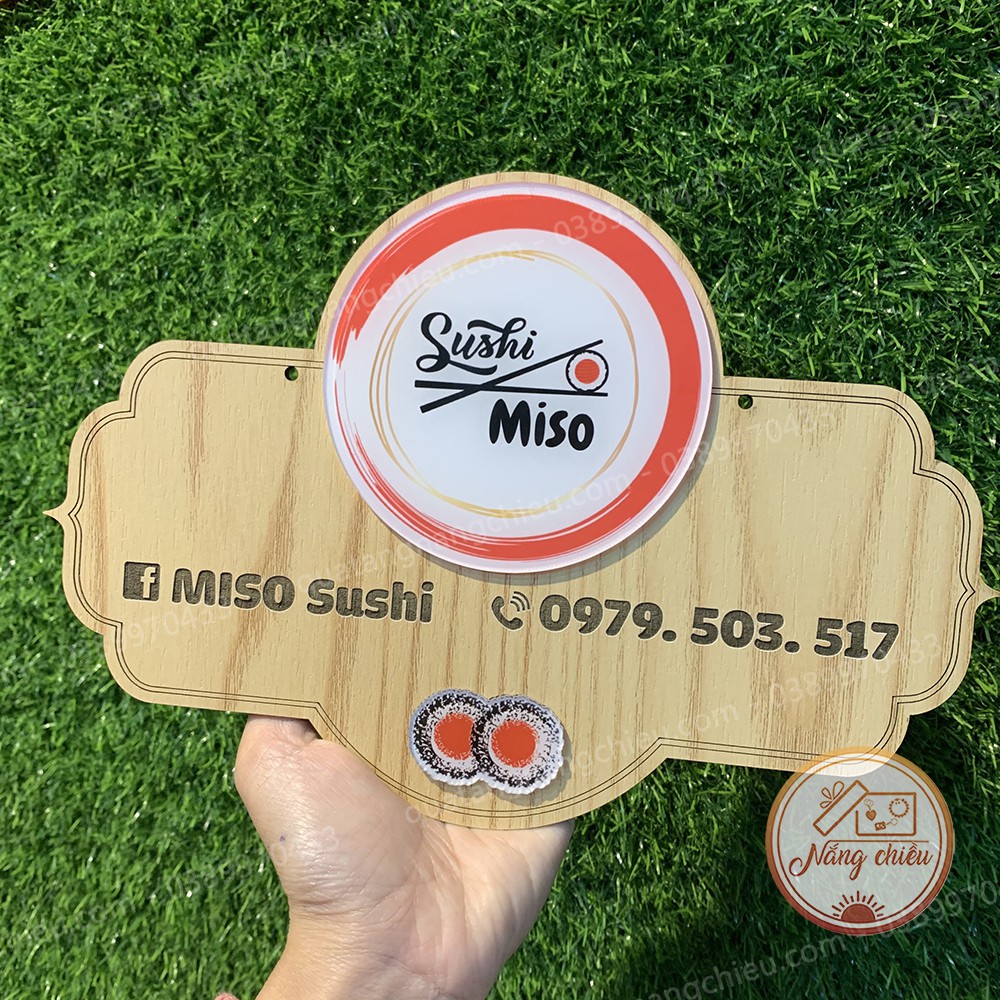 Sushi
Miso
MISO Sushi
0979. 503. 517
Nắng chiều